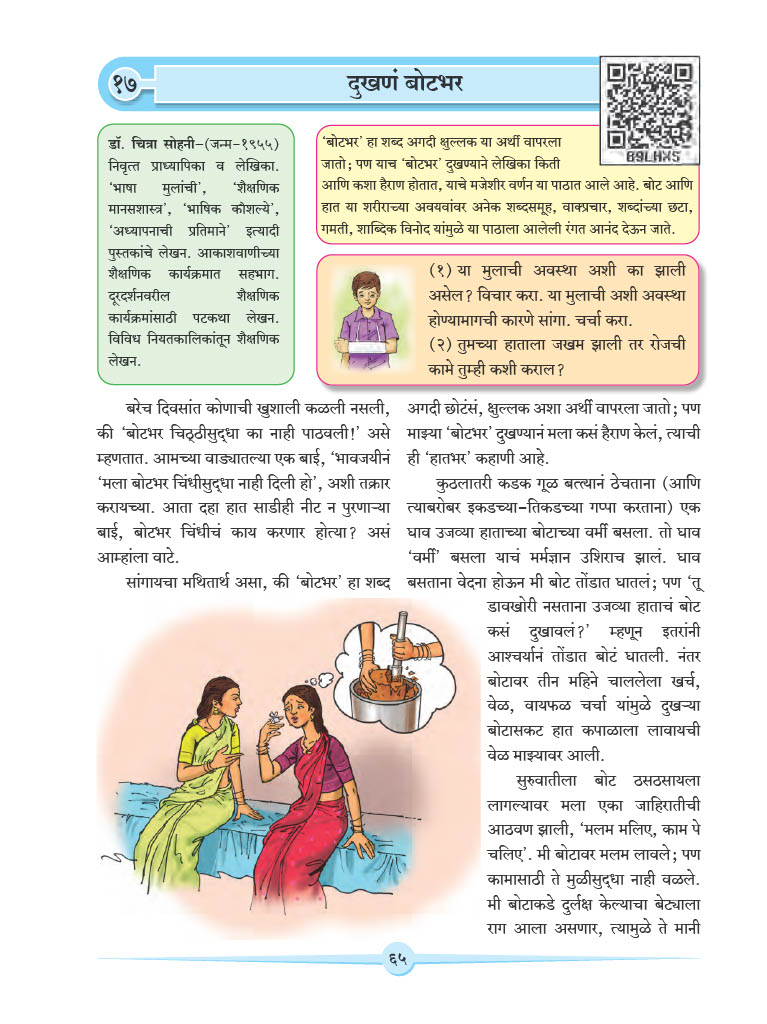 १७
दुखणं बोटभर
B9LHX5
डॉ. चित्रा सोहनी–(जन्म–१९५५)
निवृत्त प्राध्यापिका व लेखिका.
‘भाषा मुलांची’, ‘शैक्षणिक
मानसशास्त्र’, ‘भाषिक कौशल्ये’,
‘अध्यापनाची प्रतिमाने’ इत्यादी
पुस्तकांचे लेखन. आकाशवाणीच्या
शैक्षणिक कार्यक्रमात सहभाग.
दूरदर्शनवरील शैक्षणिक
कार्यक्रमांसाठी पटकथा लेखन.
विविध नियतकालिकांतून शैक्षणिक
लेखन.
‘बोटभर’ हा शब्द अगदी क्षुल्लक या अर्थी वापरला
जातो; पण याच ‘बोटभर’ दुखण्याने लेखिका किती
आणि कशा हैराण होतात, याचे मजेशीर वर्णन या पाठात आले आहे. बोट आणि
हात या शरीराच्या अवयवांवर अनेक शब्दसमूह, वाक्प्रचार, शब्दांच्या छटा,
गमती, शाब्दिक विनोद यांमुळे या पाठाला आलेली रंगत आनंद देऊन जाते.
(१) या मुलाची अवस्था अशी का झाली
असेल? विचार करा. या मुलाची अशी अवस्था
होण्यामागची कारणे सांगा. चर्चा करा.
(२) तुमच्या हाताला जखम झाली तर रोजची
कामे तुम्ही कशी कराल?
बरेच दिवसांत कोणाची खुशाली कळली नसली,
की ‘बोटभर चिठ्ठीसुद्धा का नाही पाठवली!’ असे
म्हणतात. आमच्या वाड्यातल्या एक बाई, ‘भावजयीनं
‘मला बोटभर चिंधीसुद्धा नाही दिली हो’, अशी तक्रार
करायच्या. आता दहा हात साडीही नीट न पुरणाऱ्या
बाई, बोटभर चिंधीचं काय करणार होत्या? असं
आम्हांला वाटे.
सांगायचा मथितार्थ असा, की ‘बोटभर’ हा शब्द
अगदी छोटंसं, क्षुल्लक अशा अर्थी वापरला जातो; पण
माझ्या ‘बोटभर’ दुखण्यानं मला कसं हैराण केलं, त्याची
ही ‘हातभर’ कहाणी आहे.
कुठलातरी कडक गूळ बत्त्यानं ठेचताना (आणि
त्याबरोबर इकडच्या–तिकडच्या गप्पा करताना) एक
घाव उजव्या हाताच्या बोटाच्या वर्मी बसला. तो घाव
‘वर्मी’ बसला याचं मर्मज्ञान उशिराच झालं. घाव
बसताना वेदना होऊन मी बोट तोंडात घातलं; पण ‘तू
डावखोरी नसताना उजव्या हाताचं बोट
कसं दुखावलं?’ म्हणून इतरांनी
आश्चर्यानं तोंडात बोटं घातली. नंतर
बोटावर तीन महिने चाललेला खर्च,
वेळ, वायफळ चर्चा यांमुळे दुखऱ्या
बोटासकट हात कपाळाला लावायची
वेळ माझ्यावर आली.
सुरुवातीला बोट ठसठसायला
लागल्यावर मला एका जाहिरातीची
आठवण झाली, ‘मलम मलिए, काम पे
चलिए’. मी बोटावर मलम लावले; पण
कामासाठी ते मुळीसुद्धा नाही वळले.
मी बोटाकडे दुर्लक्ष केल्याचा बेट्याला
राग आला असणार, त्यामुळे ते मानी
६५